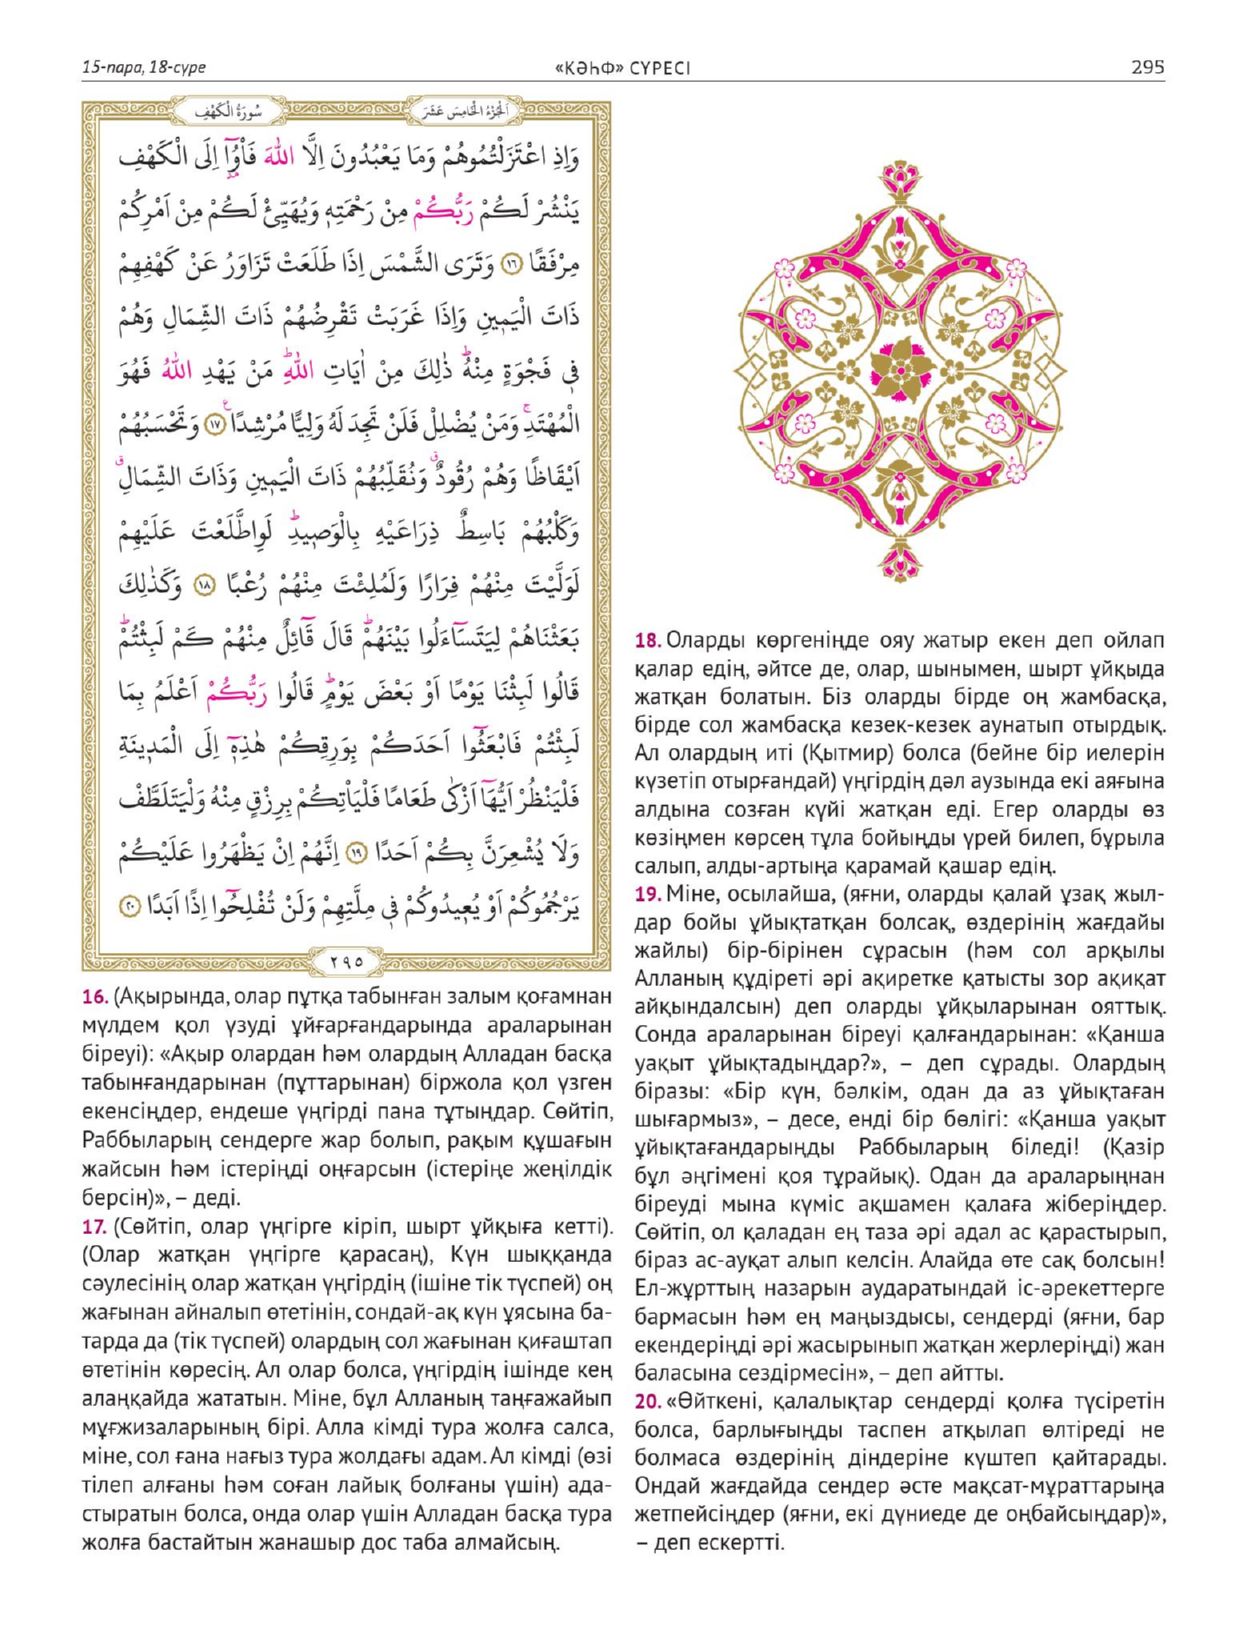 15-пара, 18-сүре
«КӘҺФ» СҮРЕСІ
295
سُورَةُ الْكَهْفِ
اَلْجُزْءُ الْخَامِسَ عَشَرَ
وَاِذِ اعْتَزَلْتُمُوهُمْ وَمَا يَعْبُدُونَ اِلَّا اللّٰهَ فَأْوُٓا اِلَى الْكَهْفِ
يَنْشُرْ لَكُمْ رَبُّكُمْ مِنْ رَحْمَتِهٖ وَيُهَيِّئْ لَكُمْ مِنْ اَمْرِكُمْ
مِرْفَقًا ﴿١٦﴾ وَتَرَى الشَّمْسَ اِذَا طَلَعَتْ تَزَاوَرُ عَنْ كَهْفِهِمْ
ذَاتَ الْيَمٖينِ وَاِذَا غَرَبَتْ تَقْرِضُهُمْ ذَاتَ الشِّمَالِ وَهُمْ
فٖى فَجْوَةٍ مِنْهُۜ ذٰلِكَ مِنْ اٰيَاتِ اللّٰهِۜ مَنْ يَهْدِ اللّٰهُ فَهُوَ
الْمُهْتَدِۚ وَمَنْ يُضْلِلْ فَلَنْ تَجِدَ لَهُ وَلِيًّا مُرْشِدًا ﴿١٧﴾ وَتَحْسَبُهُمْ
اَيْقَاظًا وَهُمْ رُقُودٌۗ وَنُقَلِّبُهُمْ ذَاتَ الْيَمٖينِ وَذَاتَ الشِّمَالِۗ
وَكَلْبُهُمْ بَاسِطٌ ذِرَاعَيْهِ بِالْوَصٖيدِۜ لَوِاطَّلَعْتَ عَلَيْهِمْ
لَوَلَّيْتَ مِنْهُمْ فِرَارًا وَلَمُلِئْتَ مِنْهُمْ رُعْبًا ﴿١٨﴾ وَكَذٰلِكَ
بَعَثْنَاهُمْ لِيَتَسَٓاءَلُوا بَيْنَهُمْۜ قَالَ قَٓائِلٌ مِنْهُمْ كَمْ لَبِثْتُمْۜ
قَالُوا لَبِثْنَا يَوْمًا اَوْ بَعْضَ يَوْمٍۜ قَالُوا رَبُّكُمْ اَعْلَمُ بِمَا
لَبِثْتُمْ فَابْعَثُٓوا اَحَدَكُمْ بِوَرِقِكُمْ هٰذِهٖٓ اِلَى الْمَدٖينَةِ
فَلْيَنْظُرْ اَيُّهَٓا اَزْكٰى طَعَامًا فَلْيَأْتِكُمْ بِرِزْقٍ مِنْهُ وَلْيَتَلَطَّفْ
وَلَا يُشْعِرَنَّ بِكُمْ اَحَدًا ﴿١٩﴾ اِنَّهُمْ اِنْ يَظْهَرُوا عَلَيْكُمْ
يَرْجُمُوكُمْ اَوْ يُعٖيدُوكُمْ فٖى مِلَّتِهِمْ وَلَنْ تُفْلِحُٓوا اِذًا اَبَدًا ﴿٢٠﴾
٢٩٥
16. (Ақырында, олар пұтқа табынған залым қоғамнан
мүлдем қол үзуді ұйғарғандарында араларынан
біреуі): «Ақыр олардан һәм олардың Алладан басқа
табынғандарынан (пұттарынан) біржола қол үзген
екенсіңдер, ендеше үңгірді пана тұтыңдар. Сөйтіп,
Раббыларың сендерге жар болып, рақым құшағын
жайсын һәм істеріңді оңғарсын (істеріңе жеңілдік
берсін)», – деді.
17. (Сөйтіп, олар үңгірге кіріп, шырт ұйқыға кетті).
(Олар жатқан үңгірге қарасаң), Күн шыққанда
сәулесінің олар жатқан үңгірдің (ішіне тік түспей) оң
жағынан айналып өтетінін, сондай-ақ күн ұясына ба-
тарда да (тік түспей) олардың сол жағынан қиғаштап
өтетінін көресің. Ал олар болса, үңгірдің ішінде кең
алаңқайда жататын. Міне, бұл Алланың таңғажайып
мұғжизаларының бірі. Алла кімді тура жолға салса,
міне, сол ғана нағыз тура жолдағы адам. Ал кімді (өзі
тілеп алғаны һәм соған лайық болғаны үшін) ада-
стыратын болса, онда олар үшін Алладан басқа тура
жолға бастайтын жанашыр дос таба алмайсың.
18. Оларды көргеніңде ояу жатыр екен деп ойлап
қалар едің, әйтсе де, олар, шынымен, шырт ұйқыда
жатқан болатын. Біз оларды бірде оң жамбасқа,
бірде сол жамбасқа кезек-кезек аунатып отырдық.
Ал олардың иті (Қытмир) болса (бейне бір иелерін
күзетіп отырғандай) үңгірдің дәл аузында екі аяғына
алдына созған күйі жатқан еді. Егер оларды өз
көзіңмен көрсең тұла бойыңды үрей билеп, бұрыла
салып, алды-артыңа қарамай қашар едің.
19. Міне, осылайша, (яғни, оларды қалай ұзақ жыл-
дар бойы ұйықтатқан болсақ, өздерінің жағдайы
жайлы) бір-бірінен сұрасын (һәм сол арқылы
Алланың құдіреті әрі ақиретке қатысты зор ақиқат
айқындалсын) деп оларды ұйқыларынан ояттық.
Сонда араларынан біреуі қалғандарынан: «Қанша
уақыт ұйықтадыңдар?», – деп сұрады. Олардың
біразы: «Бір күн, бәлкім, одан да аз ұйықтаған
шығармыз», – десе, енді бір бөлігі: «Қанша уақыт
ұйықтағандарыңды Раббыларың біледі! (Қазір
бұл әңгімені қоя тұрайық). Одан да араларыңнан
біреуді мына күміс ақшамен қалаға жіберіңдер.
Сөйтіп, ол қаладан ең таза әрі адал ас қарастырып,
біраз ас-ауқат алып келсін. Алайда өте сақ болсын!
Ел-жұрттың назарын аударатындай іс-әрекеттерге
бармасын һәм ең маңыздысы, сендерді (яғни, бар
екендеріңді әрі жасырынып жатқан жерлеріңді) жан
баласына сездірмесін», – деп айтты.
20. «Өйткені, қалалықтар сендерді қолға түсіретін
болса, барлығыңды таспен атқылап өлтіреді не
болмаса өздерінің діндеріне күштеп қайтарады.
Ондай жағдайда сендер әсте мақсат-мұраттарыңа
жетпейсіңдер (яғни, екі дүниеде де оңбайсыңдар)»,
– деп ескертті.